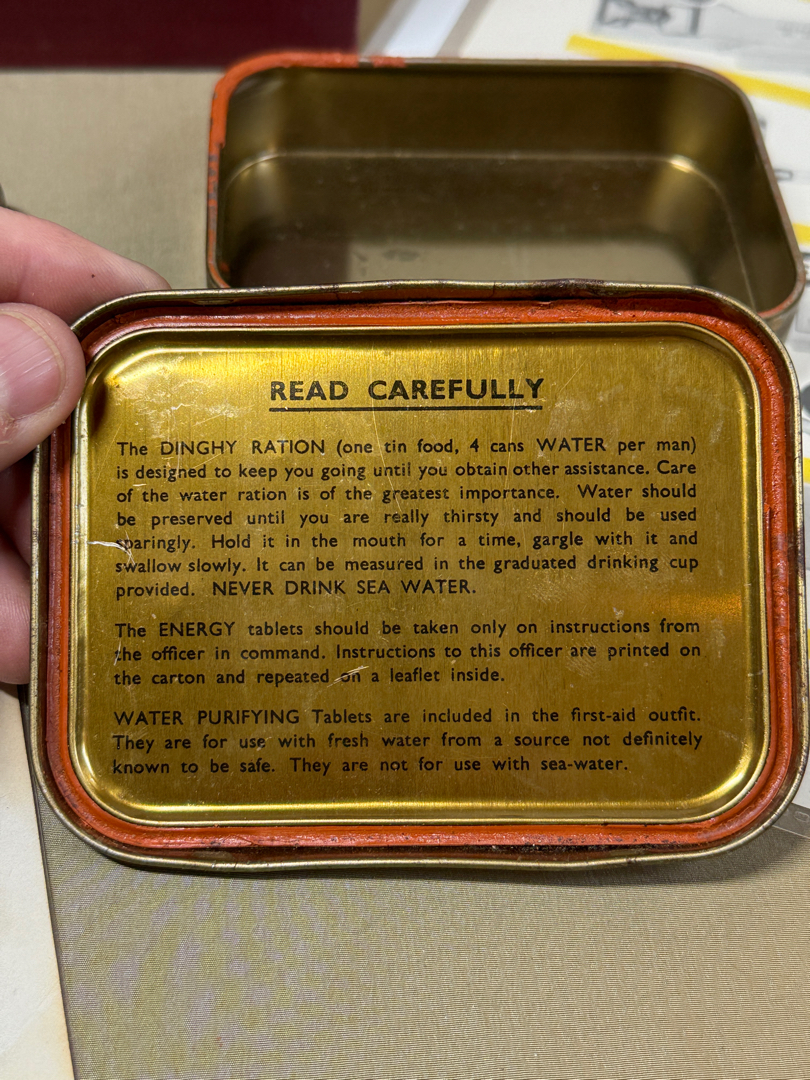 READ CAREFULLY
The DINGHY RATION (one tin food, 4 cans WATER per man)
is designed to keep you going until you obtain other assistance. Care
of the water ration is of the greatest importance. Water should
be preserved until you are really thirsty and should be used
sparingly. Hold it in the mouth for a time, gargle with it and
swallow slowly. It can be measured in the graduated drinking cup
provided. NEVER DRINK SEA WATER.
The ENERGY tablets should be taken only on instructions from
the officer in command. Instructions to this officer are printed on
the carton and repeated on a leaflet inside.
WATER PURIFYING Tablets are included in the first-aid outfit.
They are for use with fresh water from a source not definitely
known to be safe. They are not for use with sea-water.